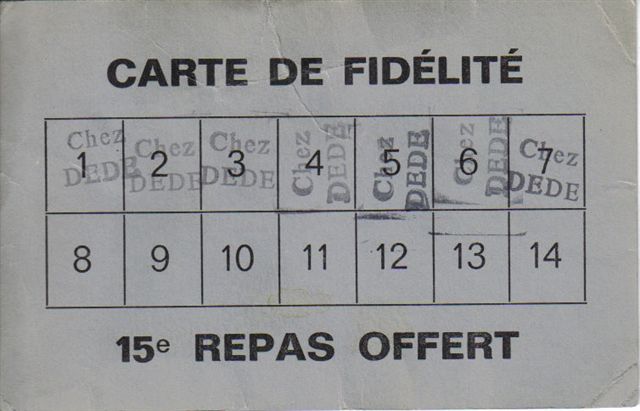 CARTE DE FIDÉLITÉ
1 2 3 4 5 6 7
Chez DEDE Chez DEDE Chez DEDE Chez DEDE Chez DEDE Chez DEDE Chez DEDE
8 9 10 11 12 13 14
15e REPAS OFFERT